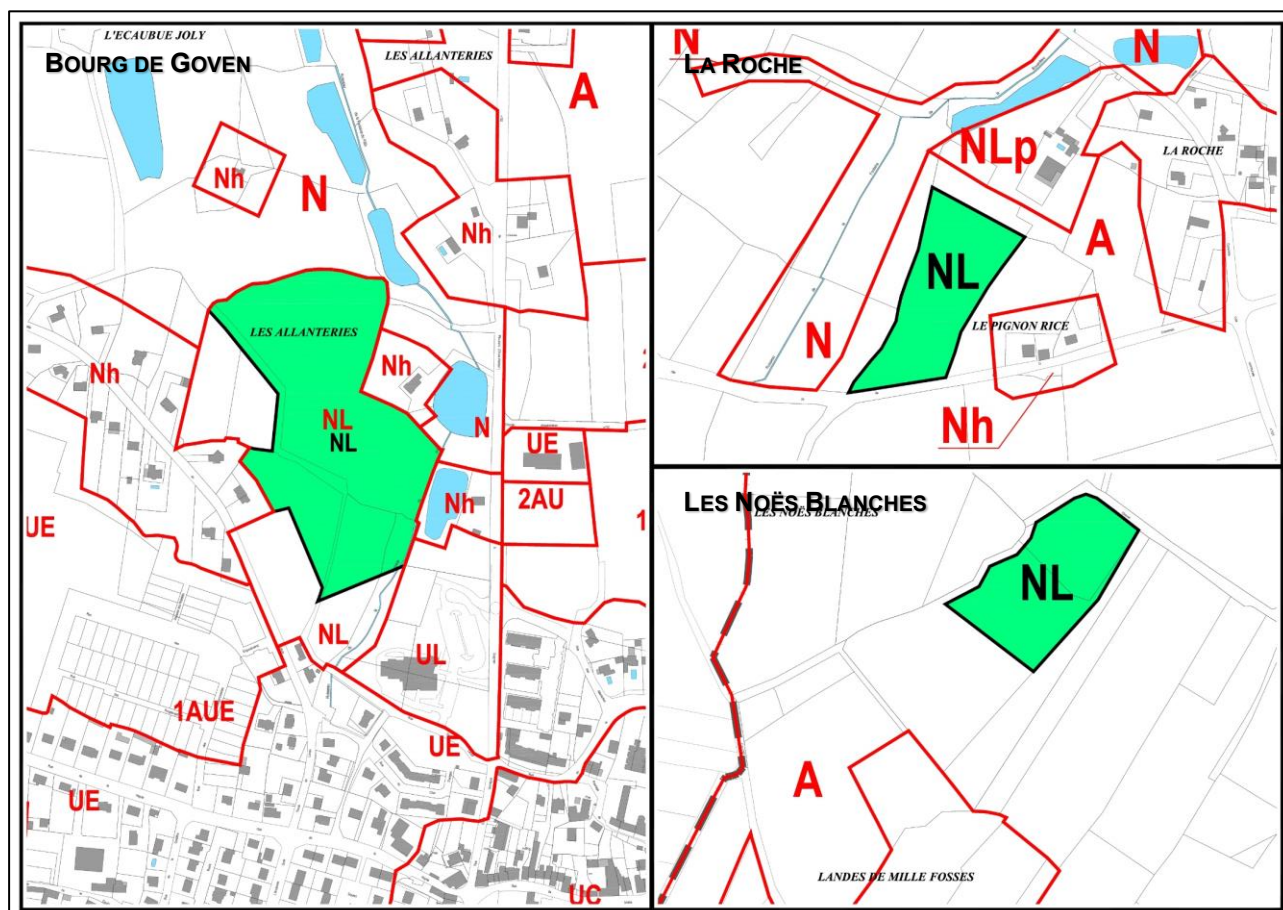 L'ECAUBUE JOLY
BOURG DE GOVEN
LES ALLANTERIES
A
Nh
N
Nh
LES ALLANTERIES
Nh
Nh
NL
NL
N
UE
Nh
2AU
1
UE
NL
UL
1AUE
UE
UE
UC
N
LA ROCHE
N
NLp
LA ROCHE
A
NL
LE PIGNON RICE
N
Nh
LES NOËS BLANCHES
LES NOËS BLANCHES
NL
A
LANDES DE MILLE FOSSES